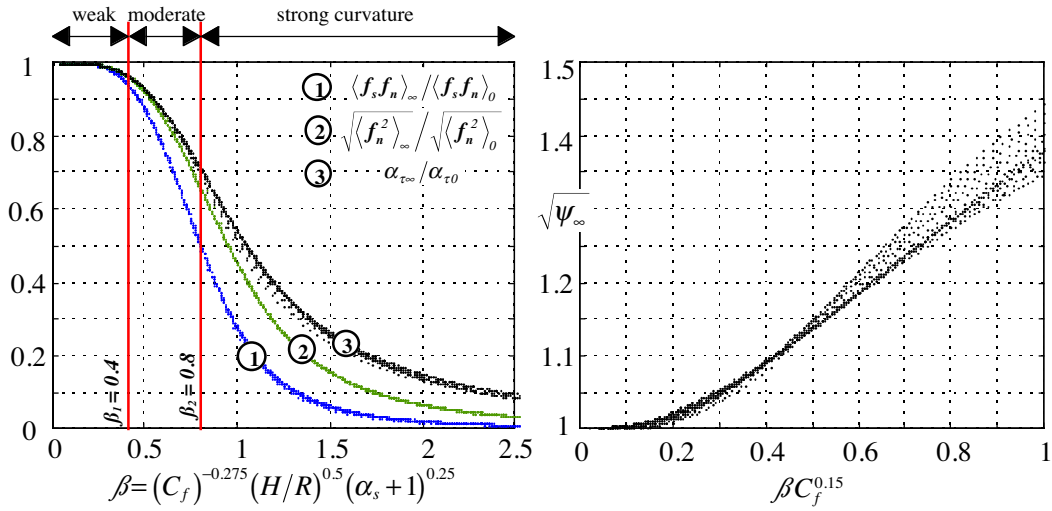 weak moderate strong curvature
1
0.8
0.6
0.4
0.2
0
① ⟨f_s f_n⟩_∞ / ⟨f_s f_n⟩_0
② √⟨f_n^2⟩_∞ / √⟨f_n^2⟩_0
③ α_τ∞ / α_τ0
β_1 = 0.4
β_2 = 0.8
1
2
3
0 0.5 1 1.5 2 2.5
β=(C_f)^-0.275 (H/R)^0.5 (α_s+1)^0.25
1.5
1.4
1.3
1.2
1.11
1
√ψ_∞
0 0.2 0.4 0.6 0.8 1
βC_f^0.15